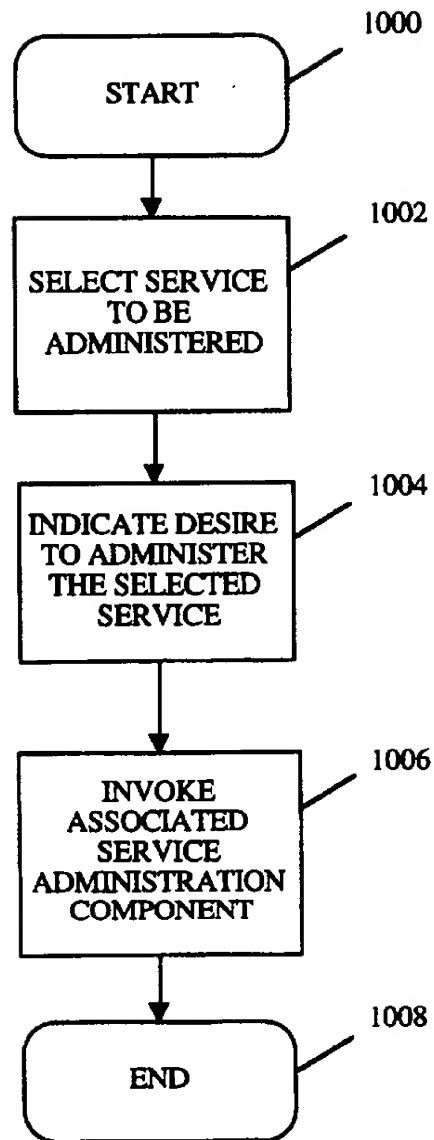 1000
START
1002
SELECT SERVICE
TO BE
ADMINISTERED
1004
INDICATE DESIRE
TO ADMINISTER
THE SELECTED
SERVICE
1006
INVOKE
ASSOCIATED
SERVICE
ADMINISTRATION
COMPONENT
1008
END